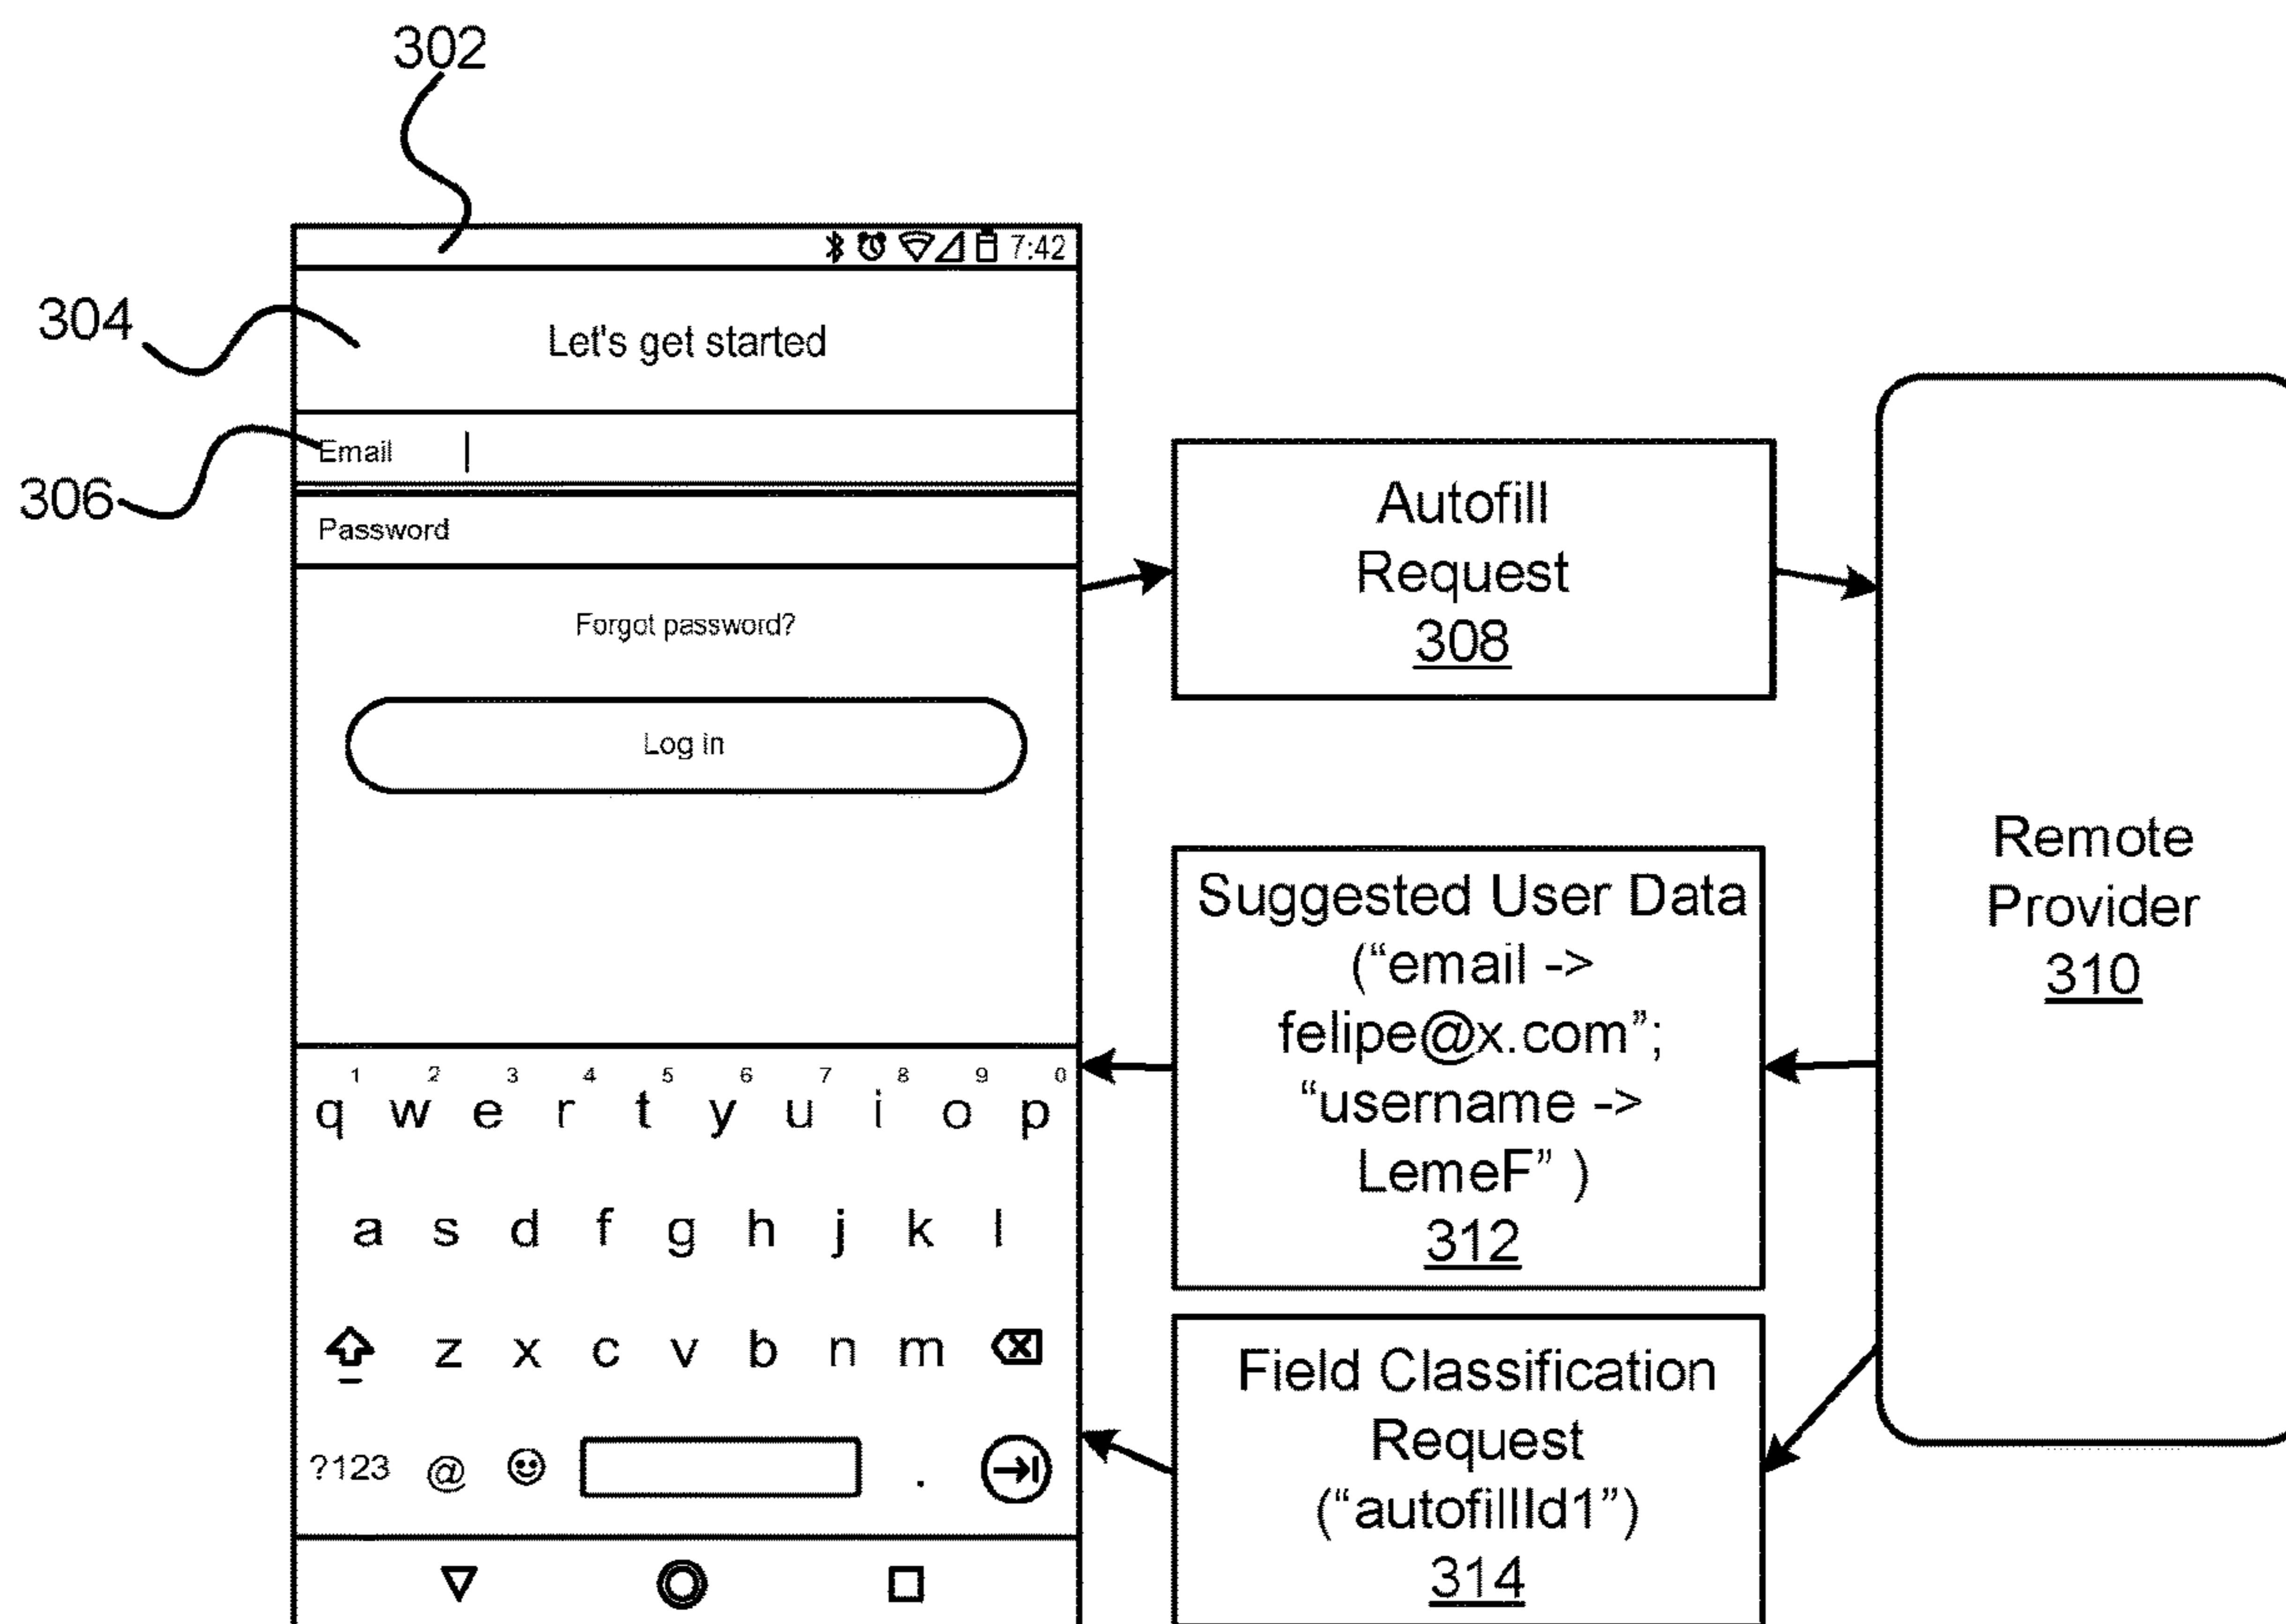 302
7:42
304
Let's get started
306
Email
Password
Forgot password?
Log in
1 2 3 4 5 6 7 8 9 0
q w e r t y u i o p
a s d f g h j k l
z x c v b n m
?123 @ .
Autofill
Request
308
Suggested User Data
(“email ->
felipe@x.com”;
“username ->
LemeF” )
312
Field Classification
Request
(“autofillId1”)
314
Remote
Provider
310